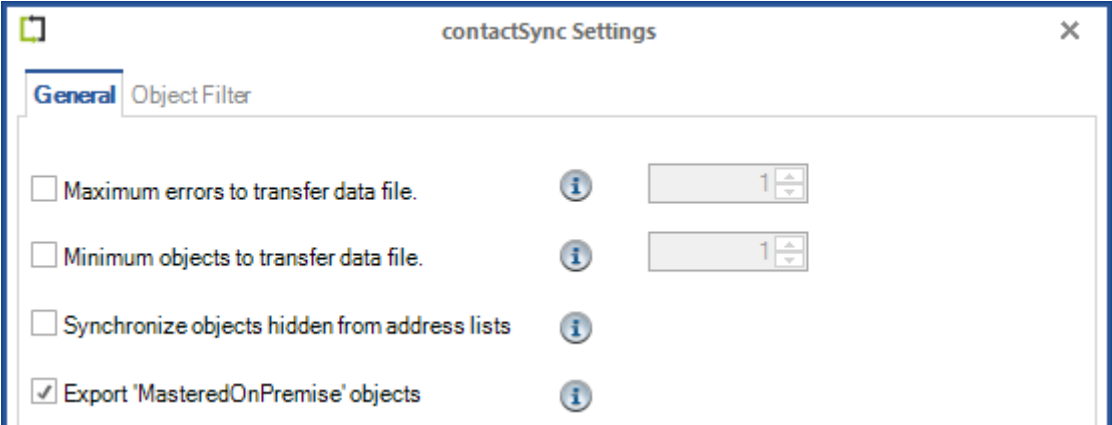 contactSync Settings
General Object Filter
Maximum errors to transfer data file. 1
Minimum objects to transfer data file. 1
Synchronize objects hidden from address lists
Export 'MasteredOnPremise' objects